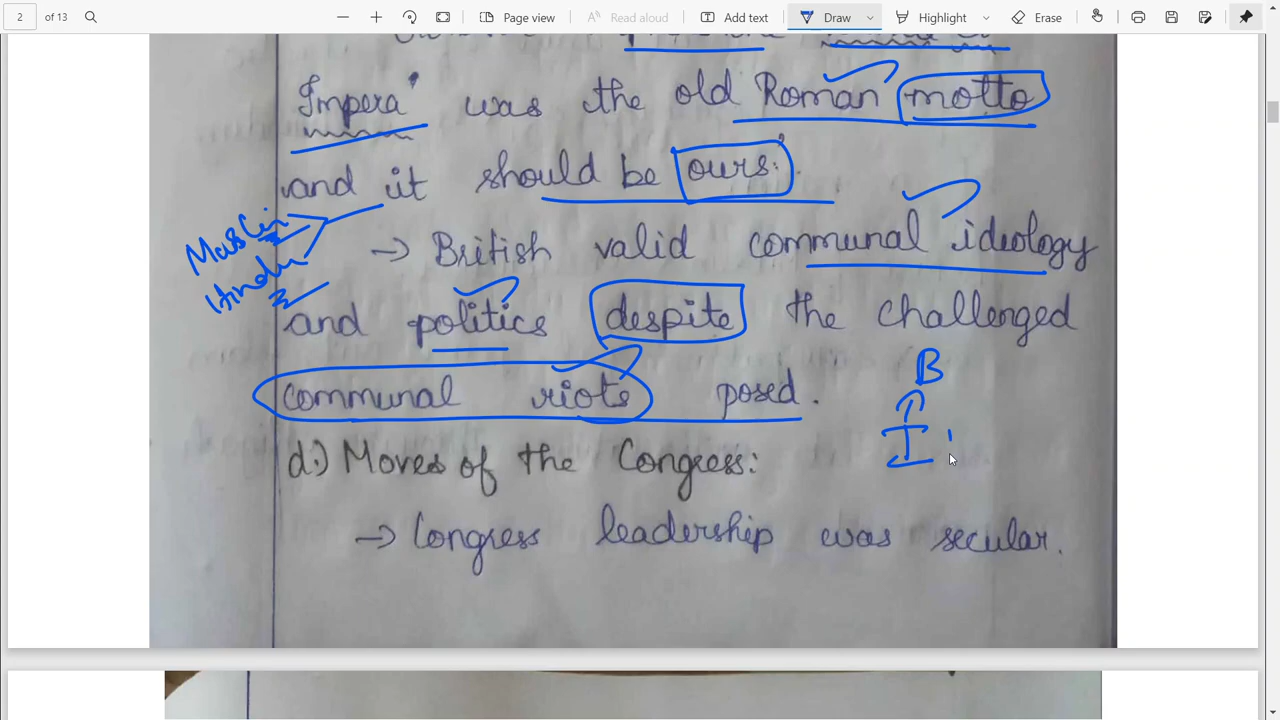 2 of 13 Page view Read aloud Add text Draw Highlight Erase
Impera' was the old Roman motto
and it should be ours.'
Muslim
Hindu
→ British valid communal ideology
and politics despite the challenged
communal riots posed.
B
I
d.) Moves of the Congress:
→ Congress leadership was secular.